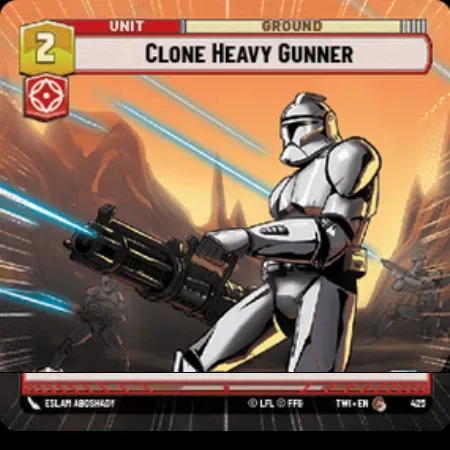 UNIT
GROUND
2
CLONE HEAVY GUNNER
ESLAM ABOSHADY
© LFL Ⓟ FFG
TWI • EN
425